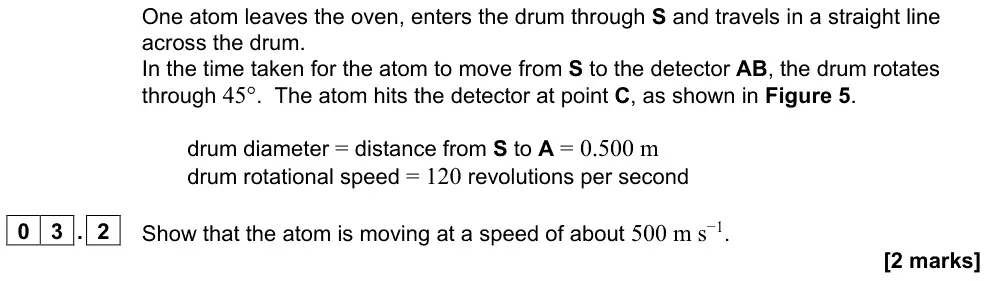 One atom leaves the oven, enters the drum through S and travels in a straight line
across the drum.
In the time taken for the atom to move from S to the detector AB, the drum rotates
through 45°. The atom hits the detector at point C, as shown in Figure 5.
drum diameter = distance from S to A = 0.500 m
drum rotational speed = 120 revolutions per second
0 3 . 2 Show that the atom is moving at a speed of about 500 m s⁻¹.
[2 marks]